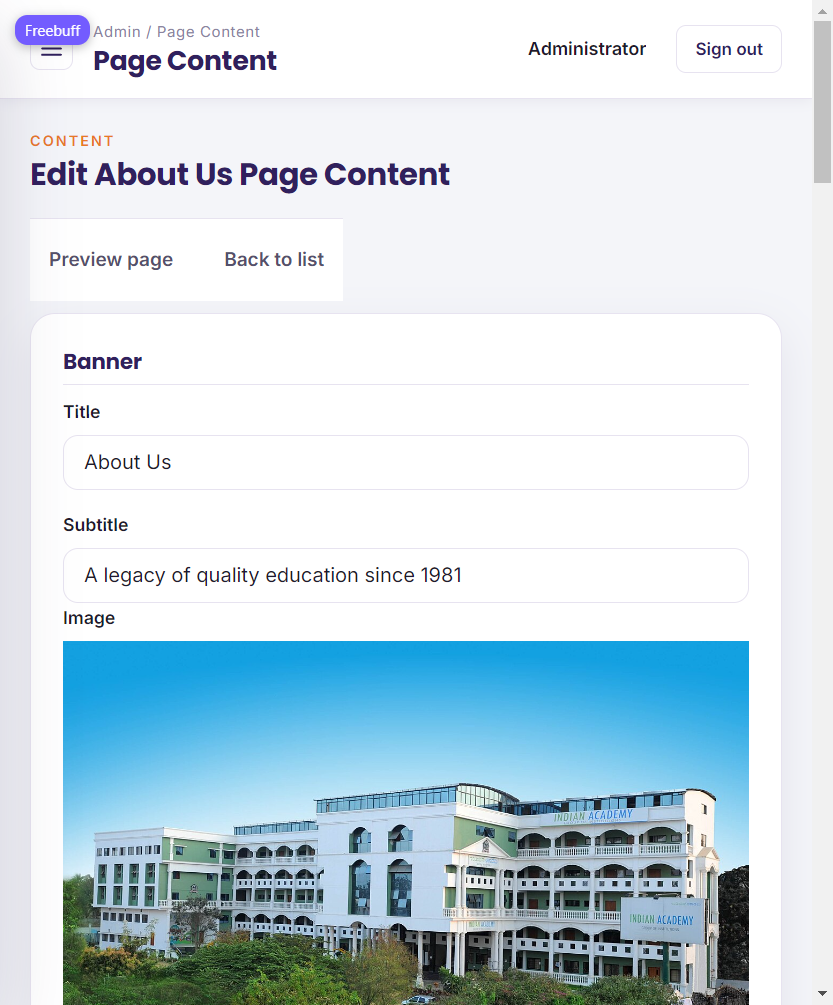 Freebuff
Admin / Page Content
Page Content
Administrator
Sign out
CONTENT
Edit About Us Page Content
Preview page
Back to list
Banner
Title
About Us
Subtitle
A legacy of quality education since 1981
Image
INDIAN ACADEMY
INDIAN ACADEMY